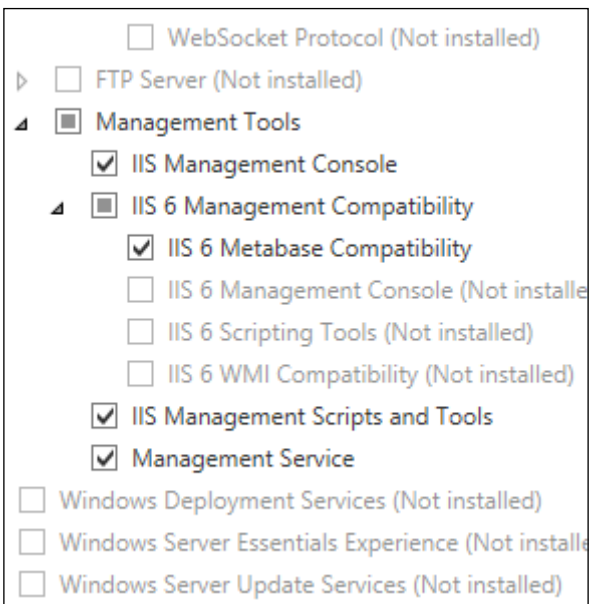 WebSocket Protocol (Not installed)
FTP Server (Not installed)
Management Tools
IIS Management Console
IIS 6 Management Compatibility
IIS 6 Metabase Compatibility
IIS 6 Management Console (Not installe
IIS 6 Scripting Tools (Not installed)
IIS 6 WMI Compatibility (Not installed)
IIS Management Scripts and Tools
Management Service
Windows Deployment Services (Not installed)
Windows Server Essentials Experience (Not installe
Windows Server Update Services (Not installed)